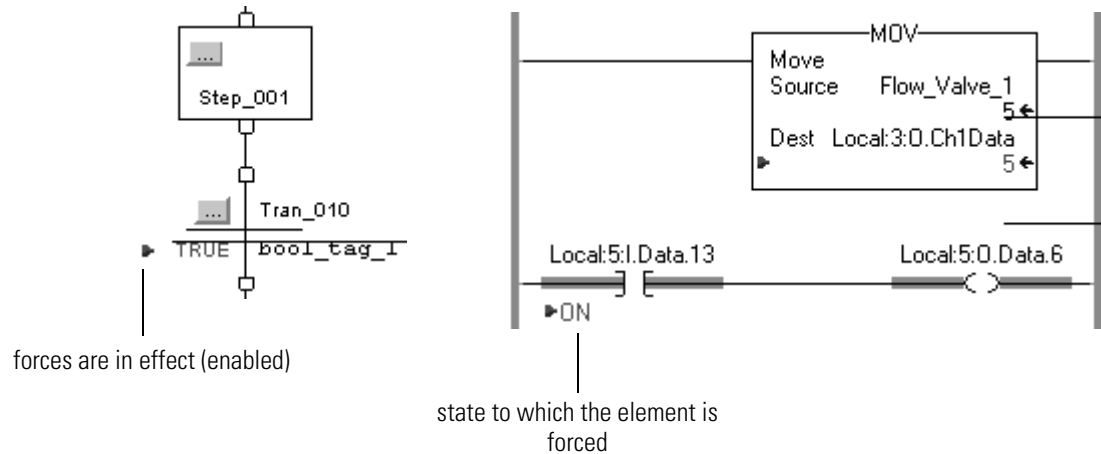 ...
Step_001
...
Tran_010
TRUE bool_tag_1
forces are in effect (enabled)
MOV
Move
Source Flow_Valve_1
5
Dest Local:3:O.Ch1Data
5
Local:5:I.Data.13
Local:5:O.Data.6
ON
state to which the element is
forced